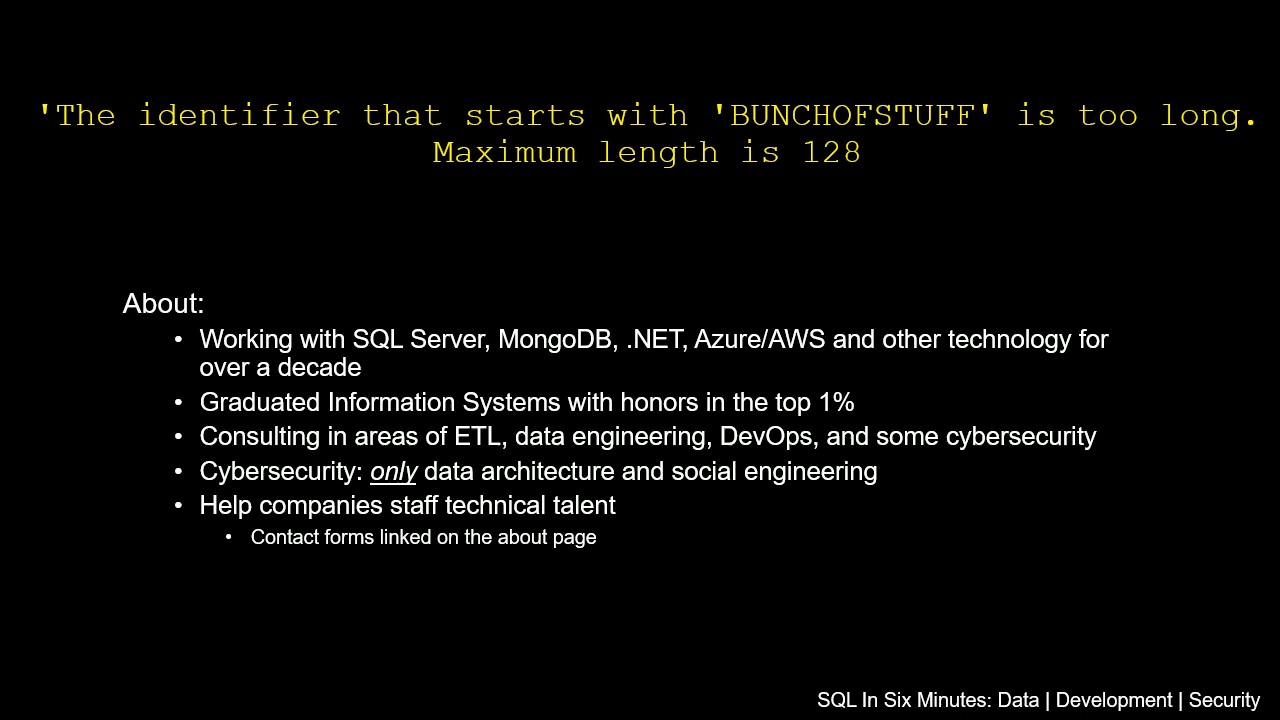 'The identifier that starts with 'BUNCHOFSTUFF' is too long.
Maximum length is 128
About:
• Working with SQL Server, MongoDB, .NET, Azure/AWS and other technology for
over a decade
• Graduated Information Systems with honors in the top 1%
• Consulting in areas of ETL, data engineering, DevOps, and some cybersecurity
• Cybersecurity: only data architecture and social engineering
• Help companies staff technical talent
• Contact forms linked on the about page
SQL In Six Minutes: Data | Development | Security